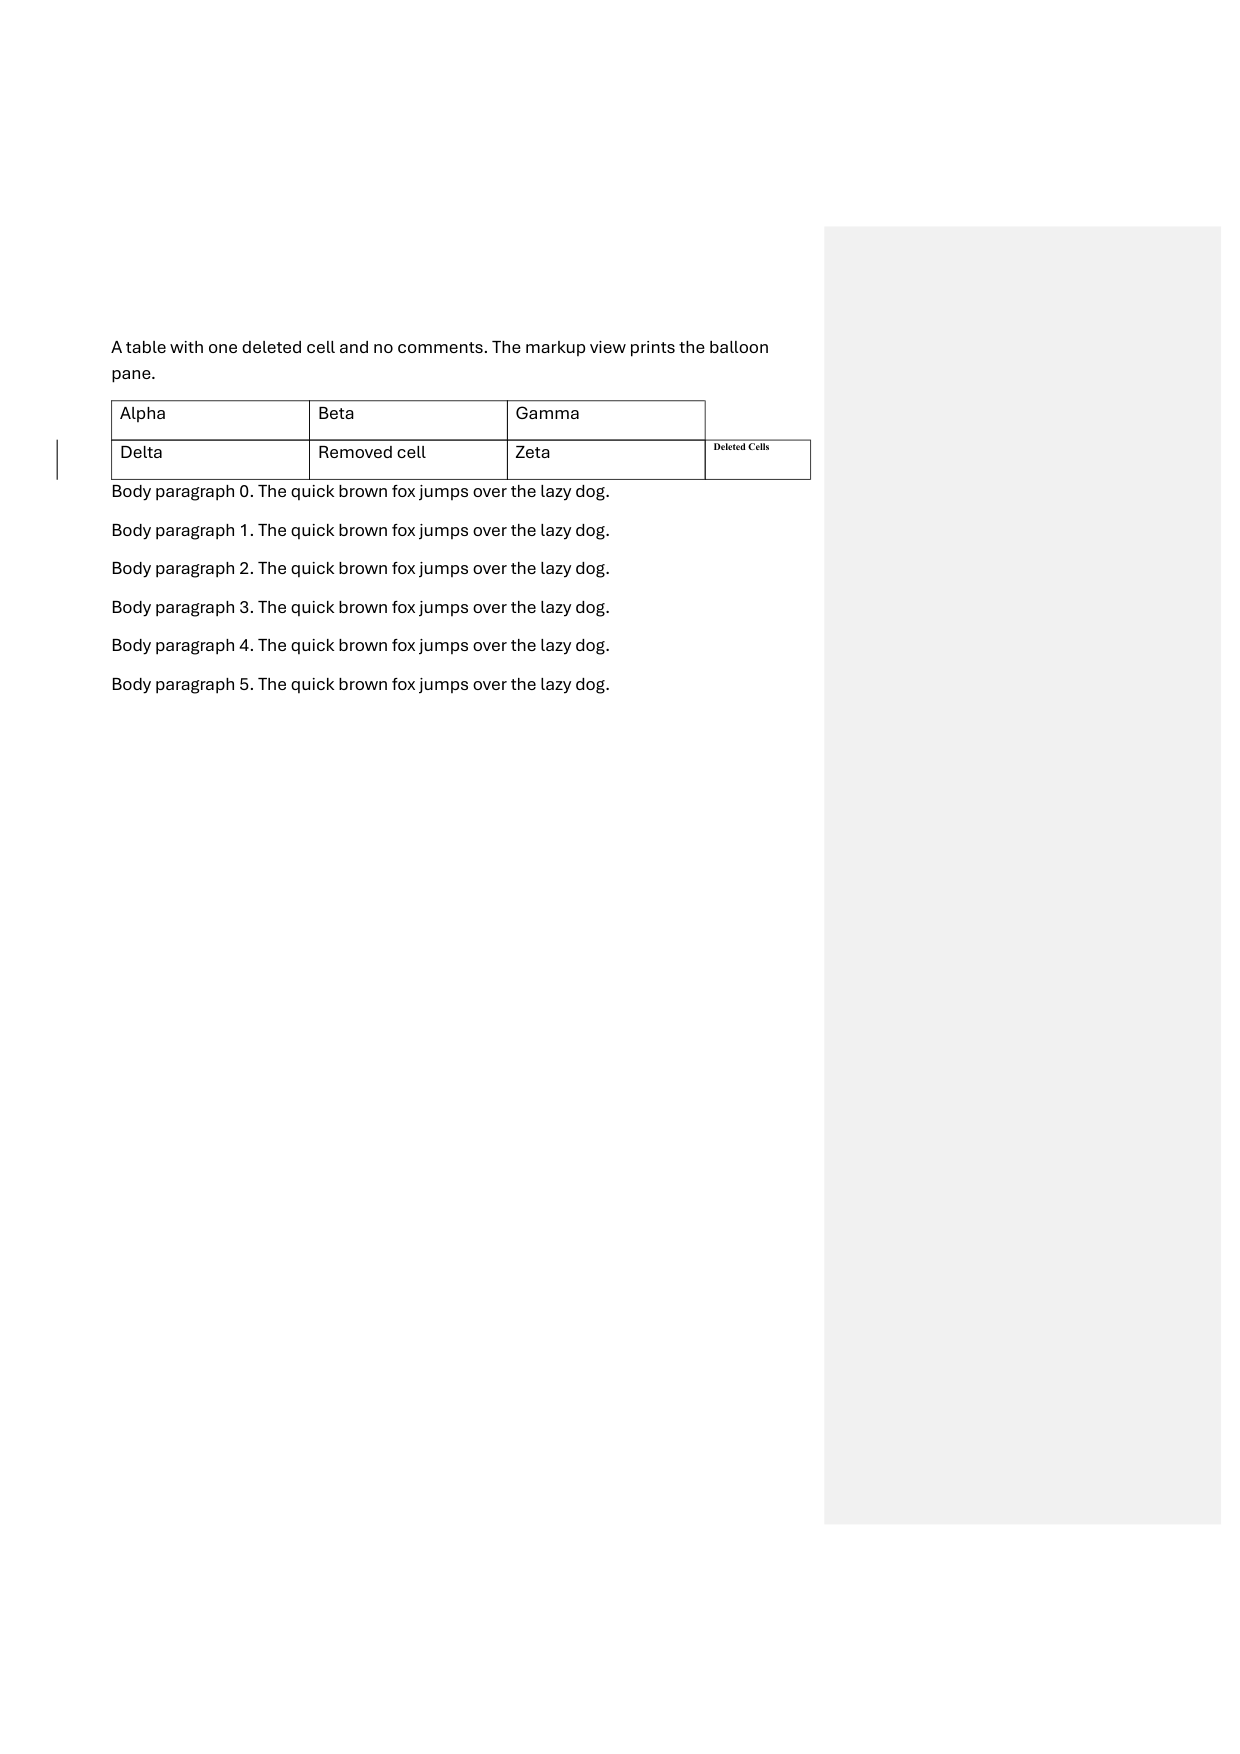 A table with one deleted cell and no comments. The markup view prints the balloon
pane.
Alpha Beta Gamma
Delta Removed cell Zeta Deleted Cells
Body paragraph 0. The quick brown fox jumps over the lazy dog.
Body paragraph 1. The quick brown fox jumps over the lazy dog.
Body paragraph 2. The quick brown fox jumps over the lazy dog.
Body paragraph 3. The quick brown fox jumps over the lazy dog.
Body paragraph 4. The quick brown fox jumps over the lazy dog.
Body paragraph 5. The quick brown fox jumps over the lazy dog.